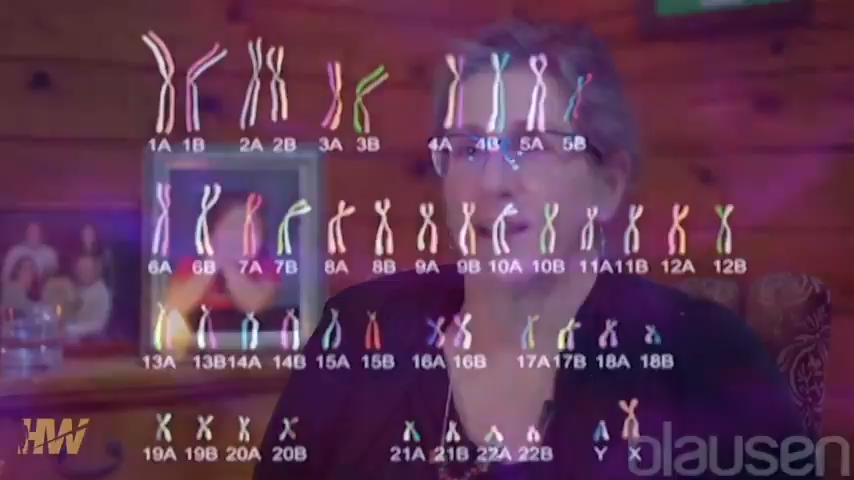 1A 1B 2A 2B 3A 3B 4A 4B 5A 5B
6A 6B 7A 7B 8A 8B 9A 9B 10A 10B 11A 11B 12A 12B
13A 13B 14A 14B 15A 15B 16A 16B 17A 17B 18A 18B
19A 19B 20A 20B 21A 21B 22A 22B Y X
HW
blausen